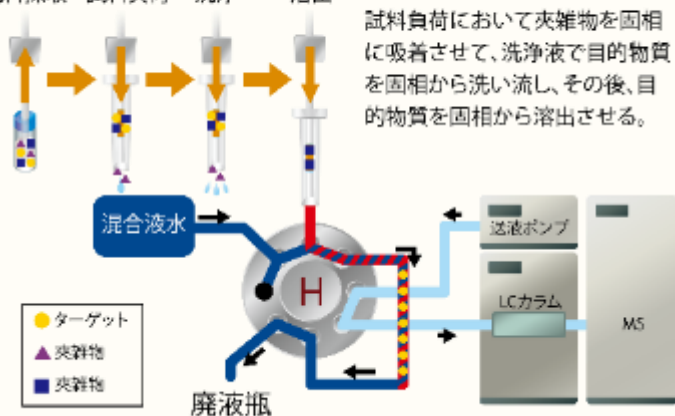 試料負荷において夾雑物を固相
に吸着させて、洗浄液で目的物質
を固相から洗い流し、その後、目
的物質を固相から溶出させる。
混合液水
送液ポンプ
H
LCカラム
MS
ターゲット
夾雑物
夾雑物
廃液瓶